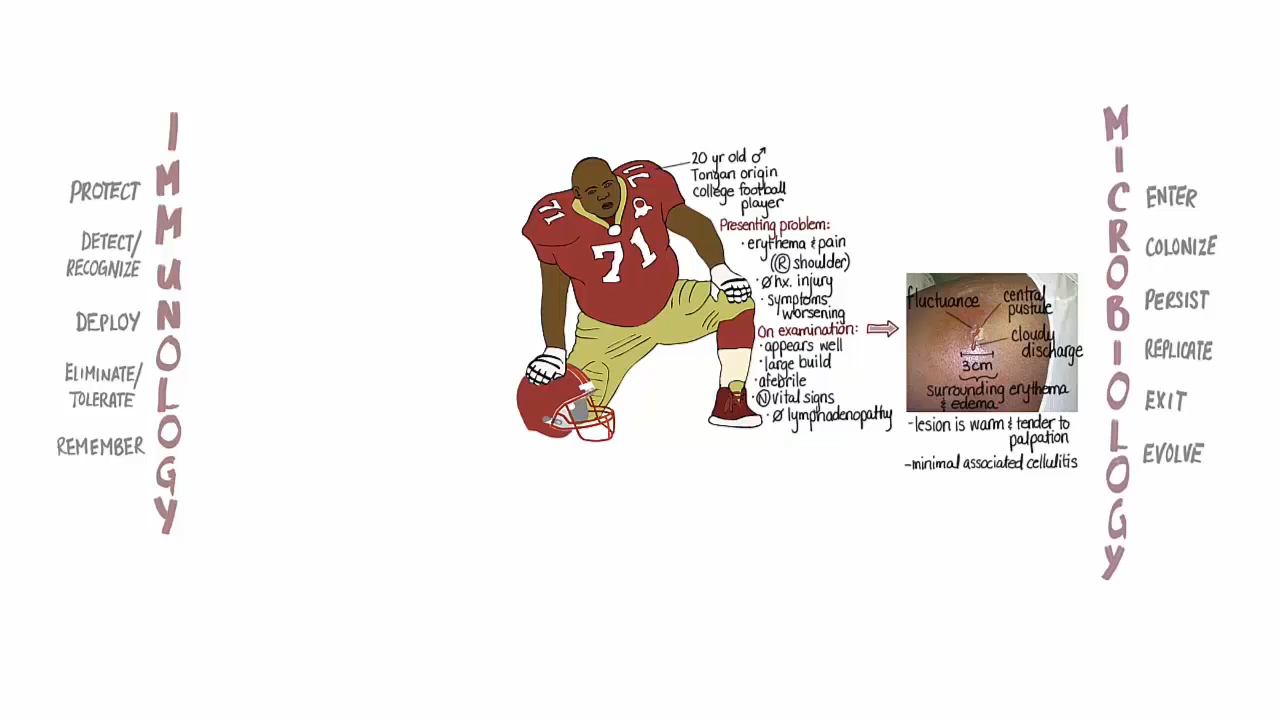 IMMUNOLOGY
PROTECT
DETECT/
RECOGNIZE
DEPLOY
ELIMINATE/
TOLERATE
REMEMBER
71
71
71
20 yr old ♂
Tongan origin
college football
player
Presenting problem:
· erythema & pain
(Ⓡ shoulder)
· Ø hx. injury
· symptoms
worsening
On examination:
· appears well
· large build
· afebrile
· Ⓝ vital signs
· Ø lymphadenopathy
fluctuance
central
pustule
cloudy
discharge
3cm
surrounding erythema
& edema
- lesion is warm & tender to
palpation
- minimal associated cellulitis
MICROBIOLOGY
ENTER
COLONIZE
PERSIST
REPLICATE
EXIT
EVOLVE